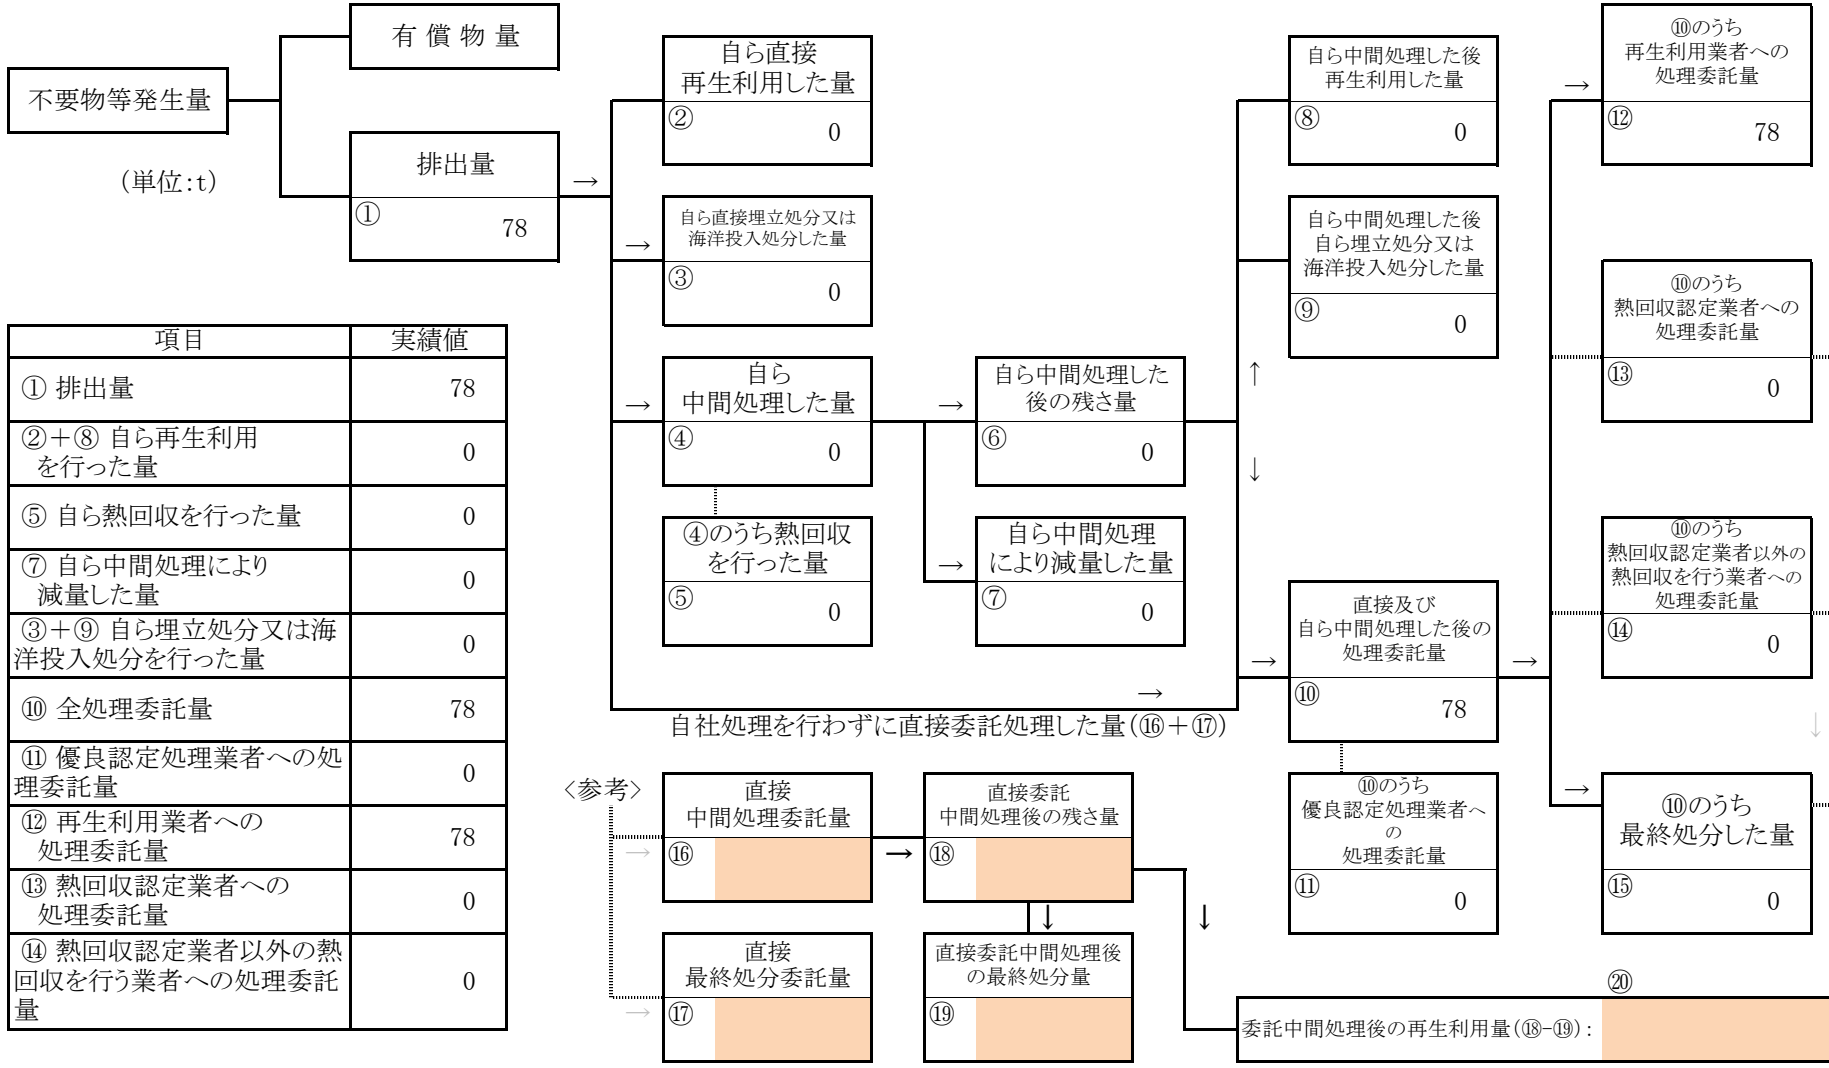 有 償 物 量
不要物等発生量
(単位:t)
排出量
①
78
→
自ら直接
再生利用した量
②
0
→
自ら直接埋立処分又は
海洋投入処分した量
③
0
→
自ら
中間処理した量
④
0
④のうち熱回収
を行った量
⑤
0
→
自ら中間処理した
後の残さ量
⑥
0
→
自ら中間処理
により減量した量
⑦
0
自ら中間処理した後
再生利用した量
⑧
0
自ら中間処理した後
自ら埋立処分又は
海洋投入処分した量
⑨
0
↑
↓
→
直接及び
自ら中間処理した後の
処理委託量
⑩
78
→
⑩のうち
優良認定処理業者へ
の
処理委託量
⑪
0
→
⑩のうち
再生利用業者への
処理委託量
⑫
78
⑩のうち
熱回収認定業者への
処理委託量
⑬
0
⑩のうち
熱回収認定業者以外の
熱回収を行う業者への
処理委託量
⑭
0
↓
→
⑩のうち
最終処分した量
⑮
0
→
自社処理を行わずに直接委託処理した量(⑯+⑰)
項目 実績値
① 排出量 78
②+⑧ 自ら再生利用
を行った量 0
⑤ 自ら熱回収を行った量 0
⑦ 自ら中間処理により
減量した量 0
③+⑨ 自ら埋立処分又は海
洋投入処分を行った量 0
⑩ 全処理委託量 78
⑪ 優良認定処理業者への処
理委託量 0
⑫ 再生利用業者への
処理委託量 78
⑬ 熱回収認定業者への
処理委託量 0
⑭ 熱回収認定業者以外の熱
回収を行う業者への処理委託
量 0
<参考>
→
直接
中間処理委託量
⑯
→
直接委託
中間処理後の残さ量
⑱
↓
↓
→
直接
最終処分委託量
⑰
直接委託中間処理後
の最終処分量
⑲
⑳
委託中間処理後の再生利用量(⑱-⑲):